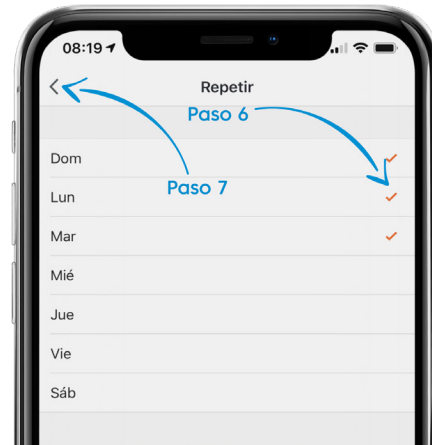 08:19
Repetir
Paso 6
Dom
Paso 7
Lun
Mar
Mié
Jue
Vie
Sáb